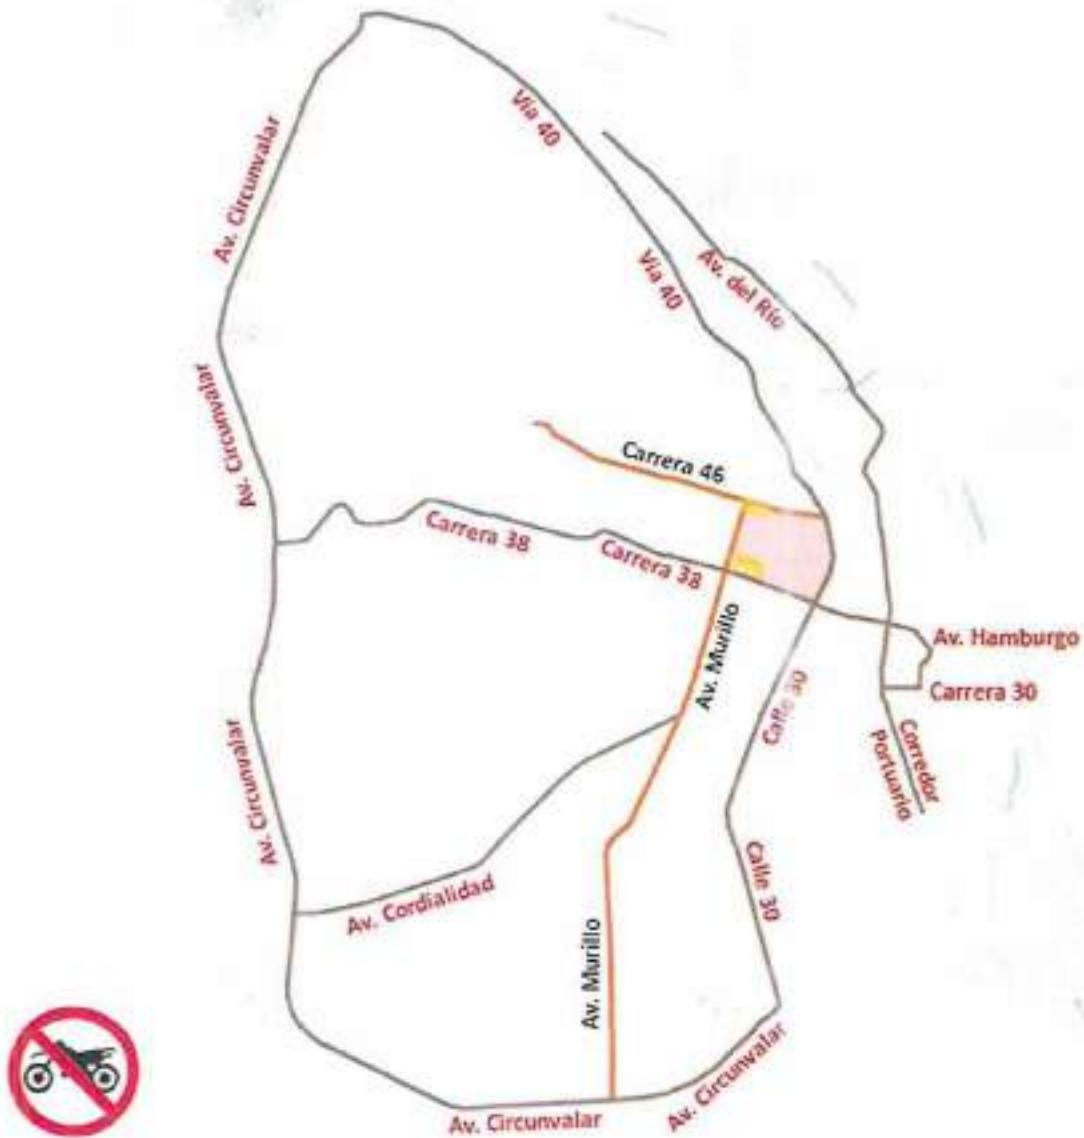 Vía 40
Av. Circunvalar
Vía 40
Av. del Río
Av. Circunvalar
Carrera 46
Carrera 38
Carrera 38
Av. Murillo
Av. Hamburgo
Carrera 30
Calle 30
Corredor
Portuario
Av. Circunvalar
Calle 30
Av. Cordialidad
Av. Murillo
Av. Circunvalar
Av. Circunvalar